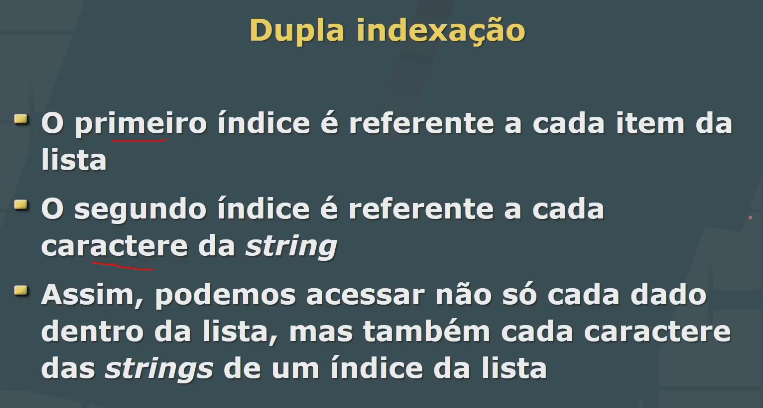 Dupla indexação
O primeiro índice é referente a cada item da
lista
O segundo índice é referente a cada
caractere da string
Assim, podemos acessar não só cada dado
dentro da lista, mas também cada caractere
das strings de um índice da lista